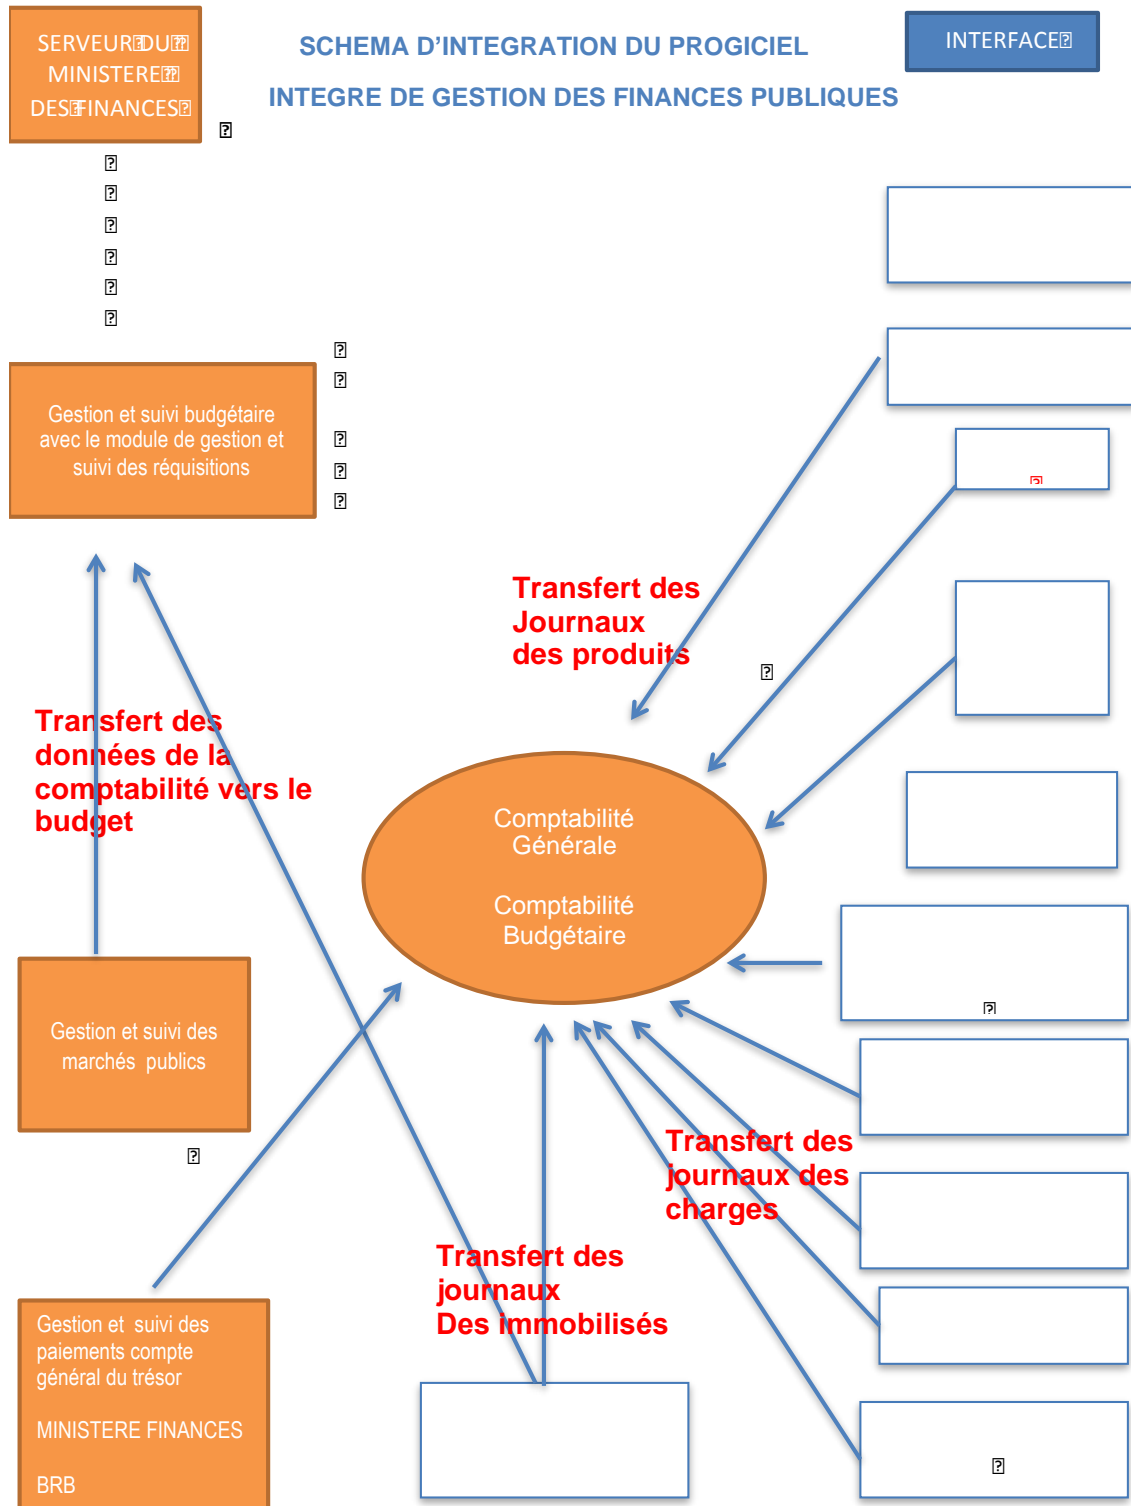 SERVEUR DU
MINISTERE
DES FINANCES
SCHEMA D’INTEGRATION DU PROGICIEL
INTEGRE DE GESTION DES FINANCES PUBLIQUES
INTERFACE
Gestion et suivi budgétaire
avec le module de gestion et
suivi des réquisitions
Transfert des
Journaux
des produits
Transfert des
données de la
comptabilité vers le
budget
Comptabilité
Générale
Comptabilité
Budgétaire
Gestion et suivi des
marchés publics
Transfert des
journaux des
charges
Transfert des
journaux
Des immobilisés
Gestion et suivi des
paiements compte
général du trésor
MINISTERE FINANCES
BRB